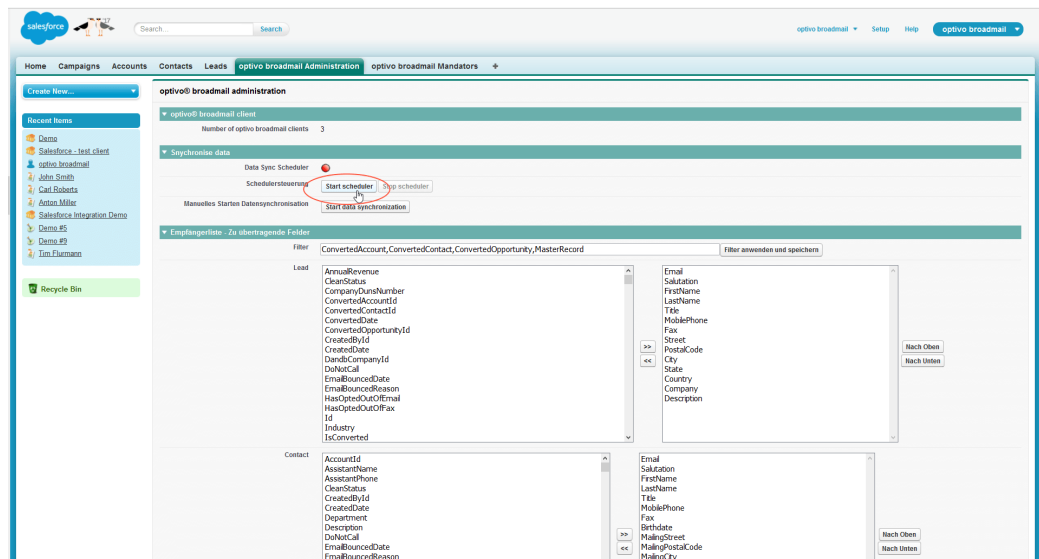 salesforce
17
Search...
Search
optivo broadmail
Setup
Help
optivo broadmail
Home Campaigns Accounts Contacts Leads optivo broadmail Administration optivo broadmail Mandators +
Create New...
Recent Items
Demo
Salesforce - test client
optivo broadmail
John Smith
Carl Roberts
Anton Miller
Salesforce Integration Demo
Demo #5
Demo #9
Tim Flurmann
Recycle Bin
optivo® broadmail administration
optivo® broadmail client
Number of optivo broadmail clients 3
Snychronise data
Data Sync Scheduler
Schedulersteuerung Start scheduler Stop scheduler
Manuelles Starten Datensynchronisation Start data synchronization
Empfängerliste - Zu übertragende Felder
Filter ConvertedAccount,ConvertedContact,ConvertedOpportunity,MasterRecord Filter anwenden und speichern
Lead
AnnualRevenue
CleanStatus
CompanyDunsNumber
ConvertedAccountId
ConvertedContactId
ConvertedDate
ConvertedOpportunityId
CreatedById
CreatedDate
DandbCompanyId
DoNotCall
EmailBouncedDate
EmailBouncedReason
HasOptedOutOfEmail
HasOptedOutOfFax
Id
Industry
IsConverted
>>
<<
Email
Salutation
FirstName
LastName
Title
MobilePhone
Fax
Street
PostalCode
City
State
Country
Company
Description
Nach Oben
Nach Unten
Contact
AccountId
AssistantName
AssistantPhone
CleanStatus
CreatedById
CreatedDate
Department
Description
DoNotCall
EmailBouncedDate
EmailBouncedReason
>>
<<
Email
Salutation
FirstName
LastName
Title
MobilePhone
Fax
Birthdate
MailingStreet
MailingPostalCode
MailingCity
Nach Oben
Nach Unten